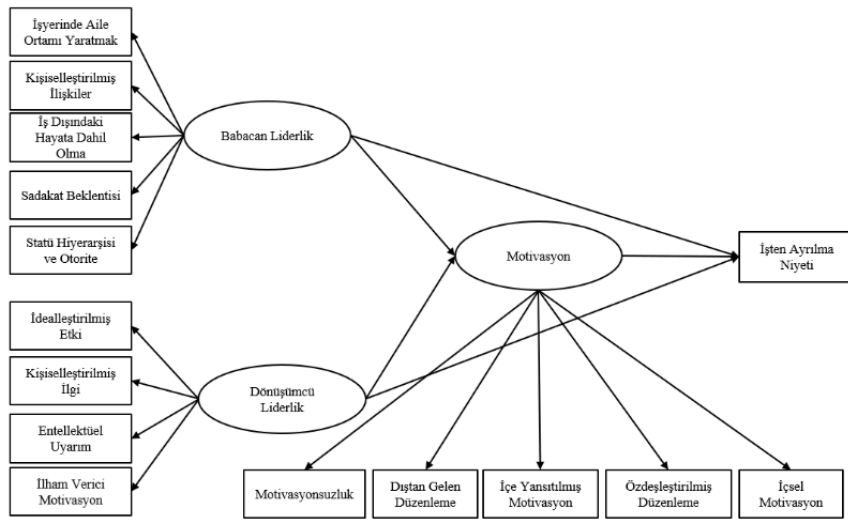 İşyerinde Aile
Ortamı Yaratmak
Kişiselleştirilmiş
İlişkiler
İş Dışındaki
Hayata Dahil
Olma
Sadakat Beklentisi
Statü Hiyerarşisi
ve Otorite
Babacan Liderlik
Motivasyon
İşten Ayrılma
Niyeti
İdealleştirilmiş
Etki
Kişiselleştirilmiş
İlgi
Entellektüel
Uyarım
İlham Verici
Motivasyon
Dönüşümcü
Liderlik
Motivasyonsuzluk
Dıştan Gelen
Düzenleme
İçe Yansıtılmış
Motivasyon
Özdeşleştirilmiş
Düzenleme
İçsel
Motivasyon